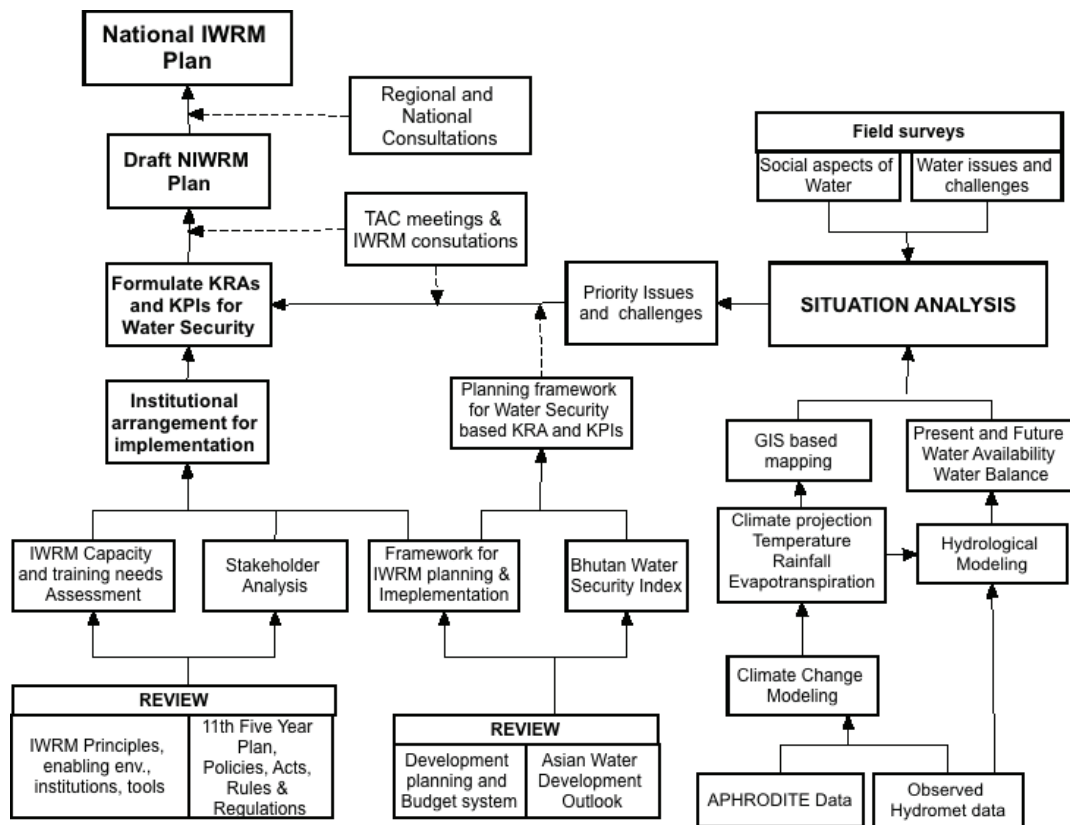 National IWRM
Plan
Regional and
National
Consultations
Draft NIWRM
Plan
TAC meetings &
IWRM consutations
Field surveys
Social aspects of
Water
Water issues and
challenges
Formulate KRAs
and KPIs for
Water Security
Priority Issues
and challenges
SITUATION ANALYSIS
Institutional
arrangement for
implementation
Planning framework
for Water Security
based KRA and KPIs
GIS based
mapping
Present and Future
Water Availability
Water Balance
IWRM Capacity
and training needs
Assessment
Stakeholder
Analysis
Framework for
IWRM planning &
Imeplementation
Bhutan Water
Security Index
Climate projection
Temperature
Rainfall
Evapotranspiration
Hydrological
Modeling
Climate Change
Modeling
REVIEW
IWRM Principles,
enabling env.,
institutions, tools
11th Five Year
Plan,
Policies, Acts,
Rules &
Regulations
REVIEW
Development
planning and
Budget system
Asian Water
Development
Outlook
APHRODITE Data
Observed
Hydromet data